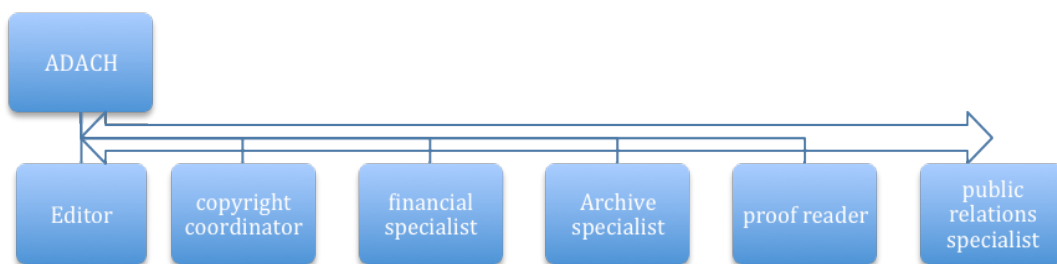 ADACH
Editor
copyright
coordinator
financial
specialist
Archive
specialist
proof reader
public
relations
specialist